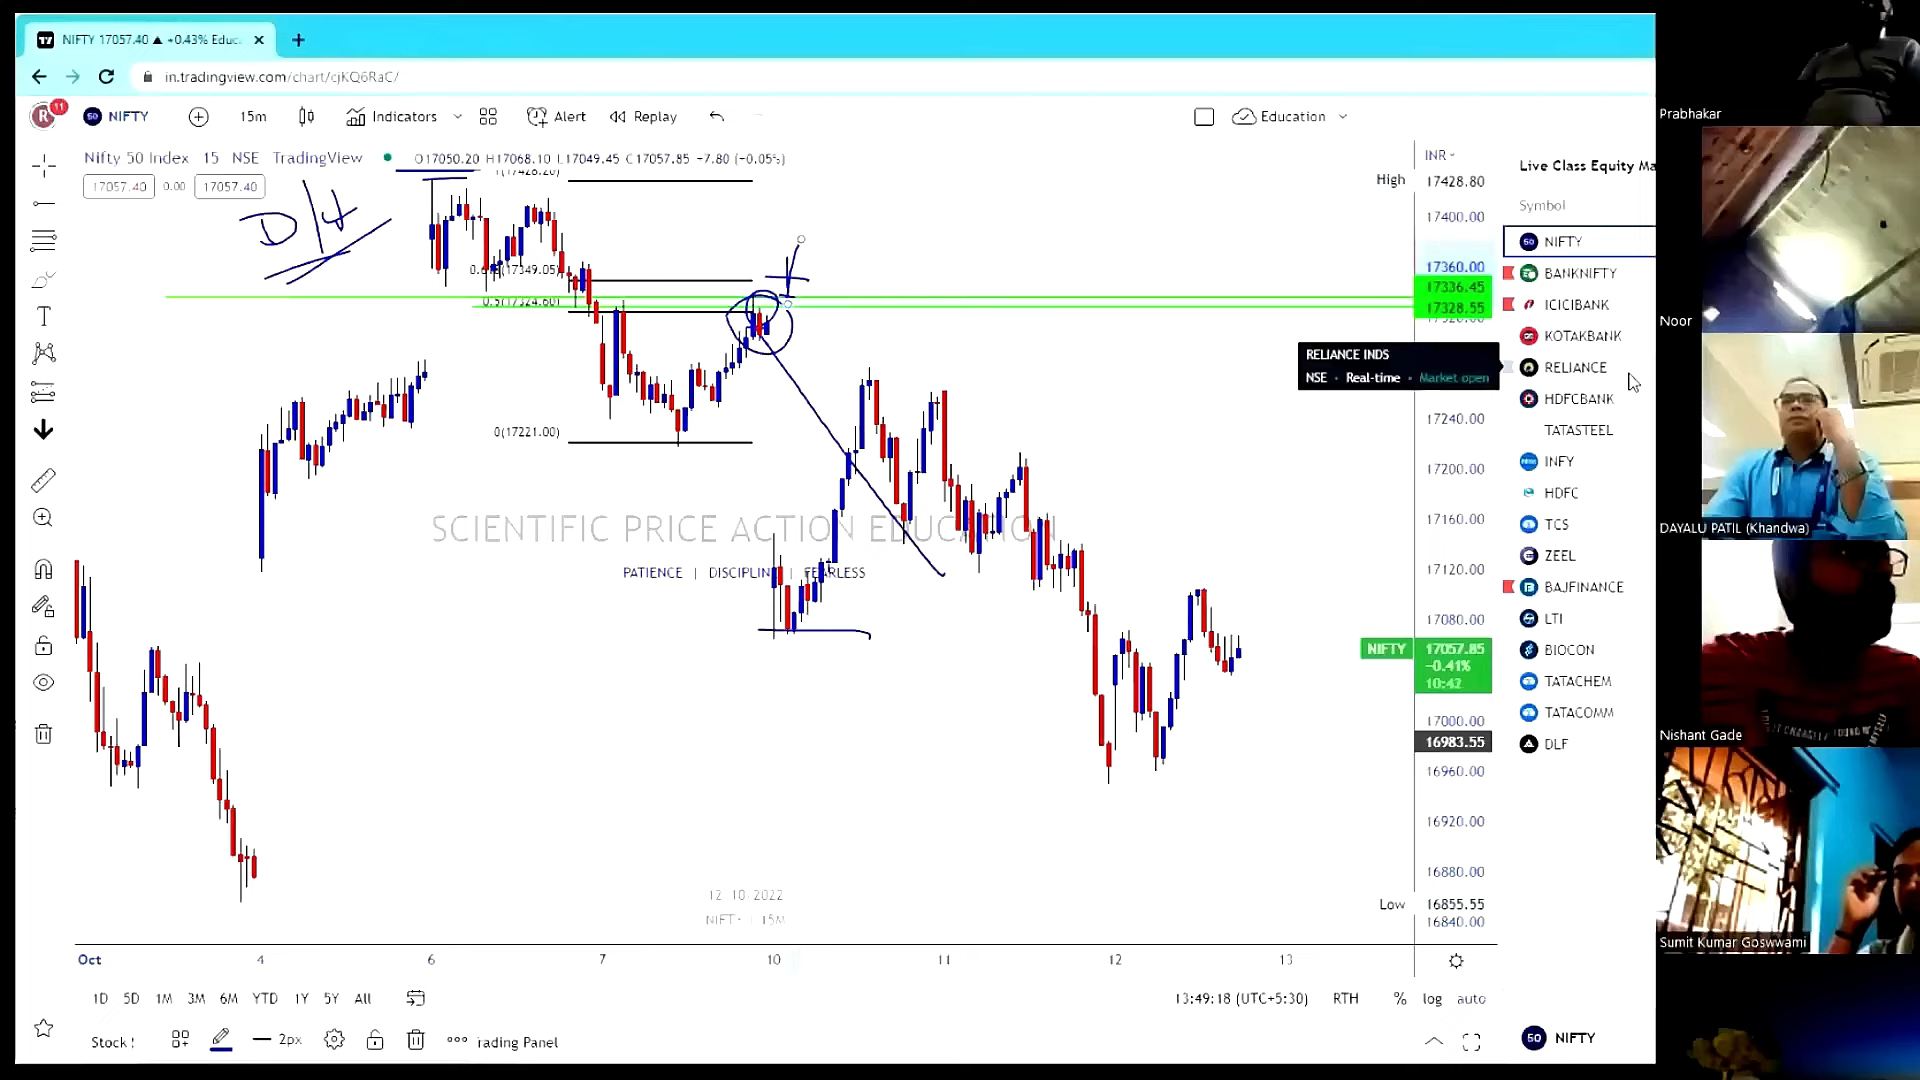 NIFTY 17057.40 ▲ +0.43% Educ
in.tradingview.com/chart/cjKQ6RaC/
R 11 50 NIFTY 15m Indicators Alert Replay Education
Nifty 50 Index 15 NSE TradingView O17050.20 H17068.10 L17049.45 C17057.85 -7.80 (-0.05%)
17057.40 0.00 17057.40
D/H
1(17428.20)
0.5(17324.60)
0(17221.00)
SCIENTIFIC PRICE ACTION EDUCATION
PATIENCE | DISCIPLINE | FEARLESS
12 10 2022
15M
INR
High 17428.80
17400.00
17360.00
17336.45
17328.55
17240.00
17200.00
17160.00
17120.00
17080.00
NIFTY 17057.85
-0.41%
10:42
17000.00
16983.55
16960.00
16920.00
16880.00
Low 16855.55
16840.00
Oct 4 6 7 10 11 12 13
1D 5D 1M 3M 6M YTD 1Y 5Y All
13:49:18 (UTC+5:30) RTH % log auto
Stock 2px rading Panel
RELIANCE INDS
NSE Real-time Market open
Live Class Equity Ma
Symbol
50 NIFTY
BANKNIFTY
ICICIBANK
KOTAKBANK
RELIANCE
HDFCBANK
TATASTEEL
INFY
HDFC
TCS
ZEEL
BAJFINANCE
LTI
BIOCON
TATACHEM
TATACOMM
DLF
50 NIFTY
Prabhakar
Noor
DAYALU PATIL (Khandwa)
Nishant Gade
Sumit Kumar Goswwami